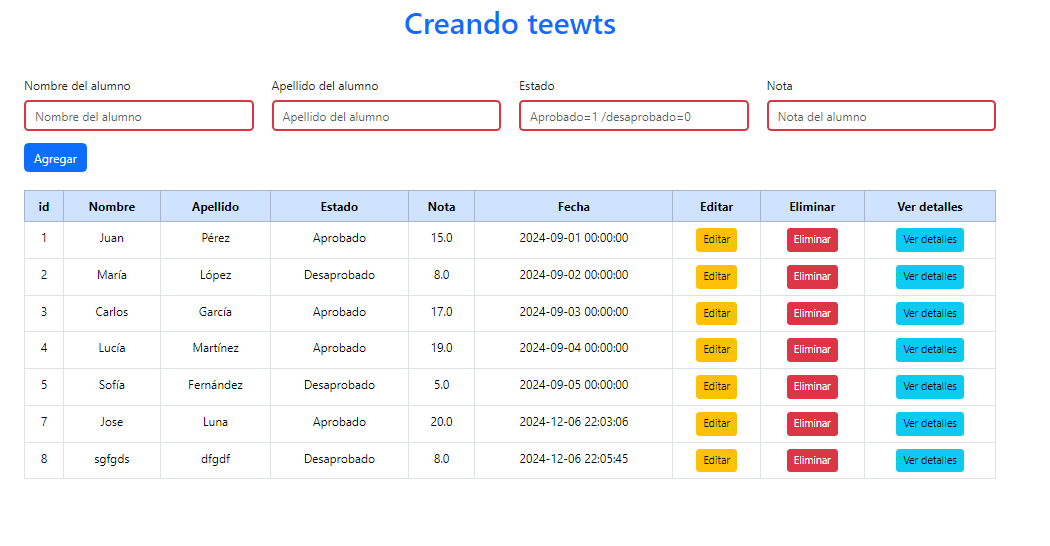 Creando teewts
Nombre del alumno Apellido del alumno Estado Nota
Nombre del alumno Apellido del alumno Aprobado=1 /desaprobado=0 Nota del alumno
Agregar
id Nombre Apellido Estado Nota Fecha Editar Eliminar Ver detalles
1 Juan Pérez Aprobado 15.0 2024-09-01 00:00:00 Editar Eliminar Ver detalles
2 María López Desaprobado 8.0 2024-09-02 00:00:00 Editar Eliminar Ver detalles
3 Carlos García Aprobado 17.0 2024-09-03 00:00:00 Editar Eliminar Ver detalles
4 Lucía Martínez Aprobado 19.0 2024-09-04 00:00:00 Editar Eliminar Ver detalles
5 Sofía Fernández Desaprobado 5.0 2024-09-05 00:00:00 Editar Eliminar Ver detalles
7 Jose Luna Aprobado 20.0 2024-12-06 22:03:06 Editar Eliminar Ver detalles
8 sgfgds dfgdf Desaprobado 8.0 2024-12-06 22:05:45 Editar Eliminar Ver detalles